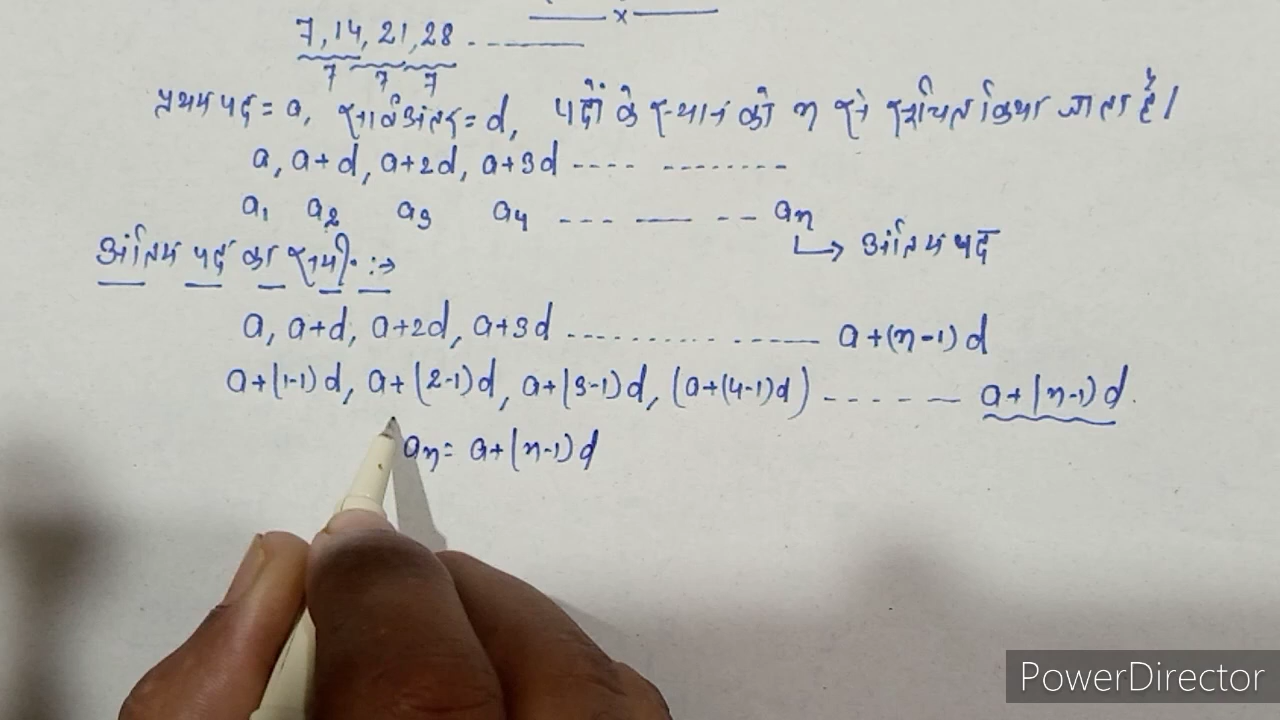 x
7, 14, 21, 28 - - - -
7 7 7
प्रथम पद = a, सार्वअंतर = d, पदों के स्थान को n से सूचित किया जाता है।
a, a+d, a+2d, a+3d ---- --------
a1 a2 a3 a4 --- — -- an
↳ अंतिम पद
अंतिम पद का समी॰ :→
a, a+d, a+2d, a+3d ------------- a+(n-1)d
a+(1-1)d, a+(2-1)d, a+(3-1)d, (a+(4-1)d) ----- a+(n-1)d.
an = a+(n-1)d
PowerDirector